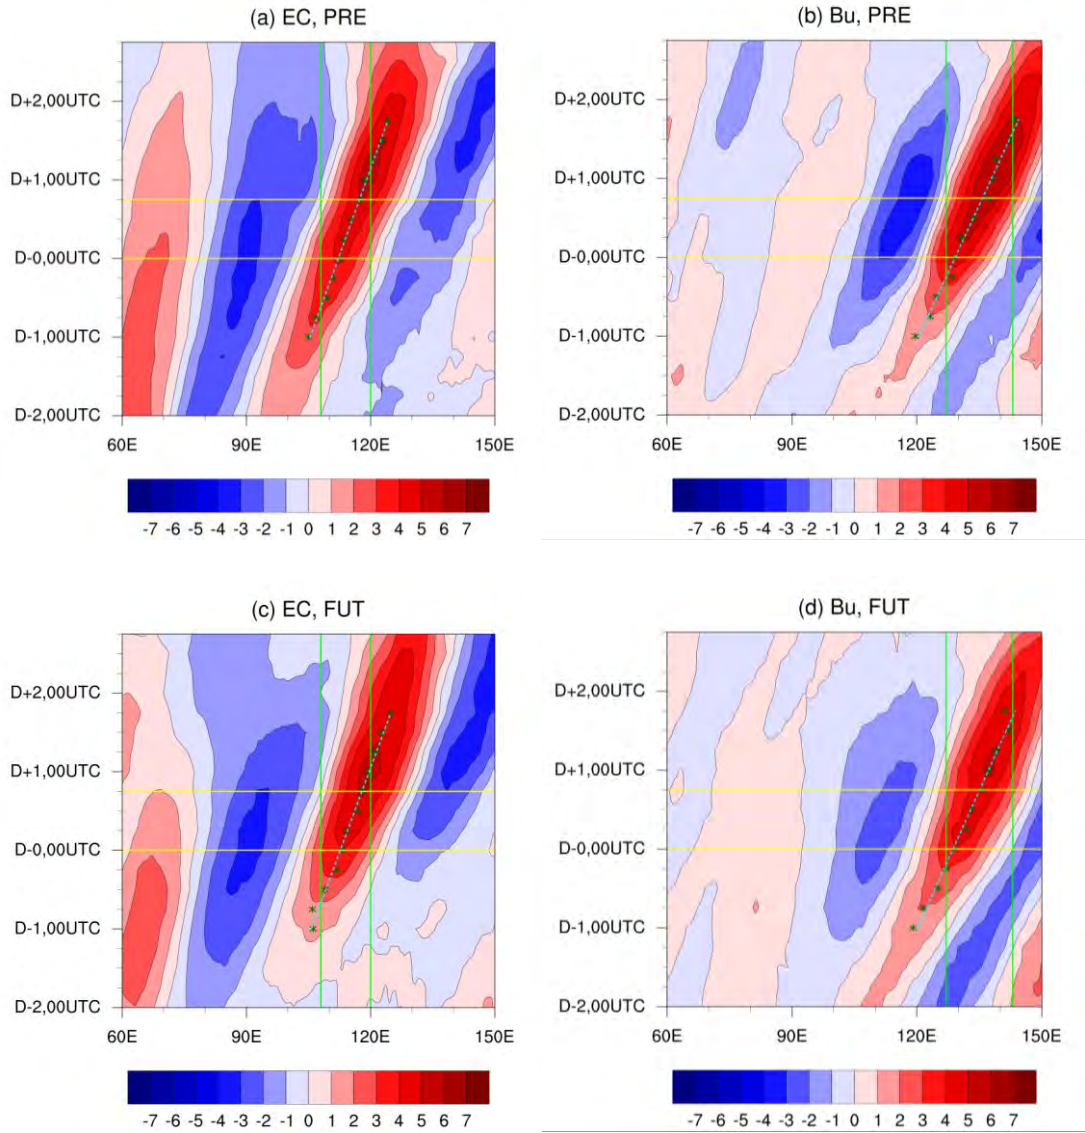 (a) EC, PRE
D+2,00UTC
D+1,00UTC
D-0,00UTC
D-1,00UTC
D-2,00UTC
60E 90E 120E 150E
-7 -6 -5 -4 -3 -2 -1 0 1 2 3 4 5 6 7
(b) Bu, PRE
D+2,00UTC
D+1,00UTC
D-0,00UTC
D-1,00UTC
D-2,00UTC
60E 90E 120E 150E
-7 -6 -5 -4 -3 -2 -1 0 1 2 3 4 5 6 7
(c) EC, FUT
D+2,00UTC
D+1,00UTC
D-0,00UTC
D-1,00UTC
D-2,00UTC
60E 90E 120E 150E
-7 -6 -5 -4 -3 -2 -1 0 1 2 3 4 5 6 7
(d) Bu, FUT
D+2,00UTC
D+1,00UTC
D-0,00UTC
D-1,00UTC
D-2,00UTC
60E 90E 120E 150E
-7 -6 -5 -4 -3 -2 -1 0 1 2 3 4 5 6 7